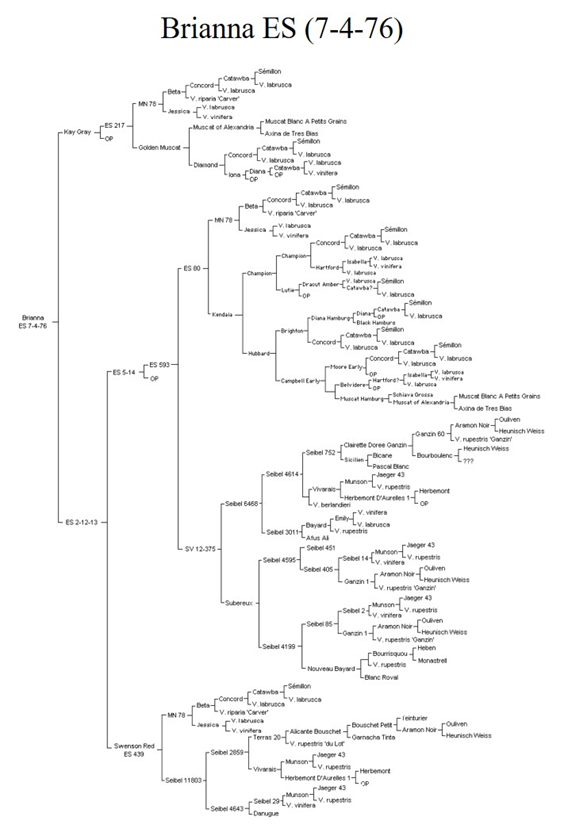 Brianna ES (7-4-76)
Sémillon
Catawba
V. labrusca
Concord
V. labrusca
Beta
V. riparia 'Carver'
MN 78
V. labrusca
Jessica
V. vinifera
ES 217
Kay Gray
OP
Muscat Blanc A Petits Grains
Muscat of Alexandria
Axina de Tres Bias
Golden Muscat
Sémillon
Catawba
V. labrusca
Concord
V. labrusca
Diamond
V. labrusca
Catawba
V. vinifera
Diana
OP
Iona
OP
Sémillon
Catawba
V. labrusca
Concord
V. labrusca
Beta
V. riparia 'Carver'
MN 78
V. labrusca
Jessica
V. vinifera
ES 80
Sémillon
Catawba
V. labrusca
Concord
V. labrusca
Champion
V. labrusca
Isabella
V. vinifera
Hartford
V. labrusca
Champion
Sémillon
V. labrusca
Draout Amber
Catawba?
V. labrusca
Lutie
OP
Kendaia
Sémillon
Catawba
V. labrusca
Diana
OP
Diana Hamburg
Black Hamburg
Brighton
Sémillon
Catawba
V. labrusca
Concord
V. labrusca
Hubbard
Sémillon
Catawba
V. labrusca
Concord
V. labrusca
Moore Early
OP
Campbell Early
V. labrusca
Isabella
V. vinifera
Hartford?
V. labrusca
Belvidere
OP
Schiava Grossa
Muscat Hamburg
Muscat Blanc A Petits Grains
Muscat of Alexandria
Axina de Tres Bias
Brianna
ES 7-4-76
ES 593
ES 5-14
OP
Ouliven
Aramon Noir
Heunisch Weiss
Ganzin 60
V. rupestris 'Ganzin'
Clairette Doree Ganzin
Heunisch Weiss
Bourboulenc
???
Seibel 752
Bicane
Sicilien
Pascal Blanc
Seibel 4614
Jaeger 43
Munson
V. rupestris
Vivarais
Herbemont
Herbemont D'Aurelles 1
OP
V. berlandieri
Seibel 6468
V. vinifera
Emily
V. labrusca
Bayard
V. rupestris
Seibel 3011
Afus Ali
SV 12-375
Seibel 451
Seibel 4595
Jaeger 43
Munson
V. rupestris
Seibel 14
V. vinifera
Seibel 405
Ouliven
Aramon Noir
Heunisch Weiss
Ganzin 1
V. rupestris 'Ganzin'
Subereux
Jaeger 43
Munson
V. rupestris
Seibel 2
V. vinifera
Seibel 85
Ouliven
Aramon Noir
Heunisch Weiss
Ganzin 1
V. rupestris 'Ganzin'
Seibel 4199
Heben
Bourrisquou
Monastrell
V. rupestris
Nouveau Bayard
Blanc Roval
ES 2-12-13
Sémillon
Catawba
V. labrusca
Concord
V. labrusca
Beta
V. riparia 'Carver'
MN 78
V. labrusca
Jessica
V. vinifera
Swenson Red
ES 439
Teinturier
Bouschet Petit
Ouliven
Aramon Noir
Heunisch Weiss
Alicante Bouschet
Garnacha Tinta
Terras 20
V. rupestris 'du Lot'
Seibel 2859
Jaeger 43
Munson
V. rupestris
Vivarais
Herbemont
Herbemont D'Aurelles 1
OP
Seibel 11803
Jaeger 43
Munson
V. rupestris
Seibel 29
V. vinifera
Seibel 4643
Danugue